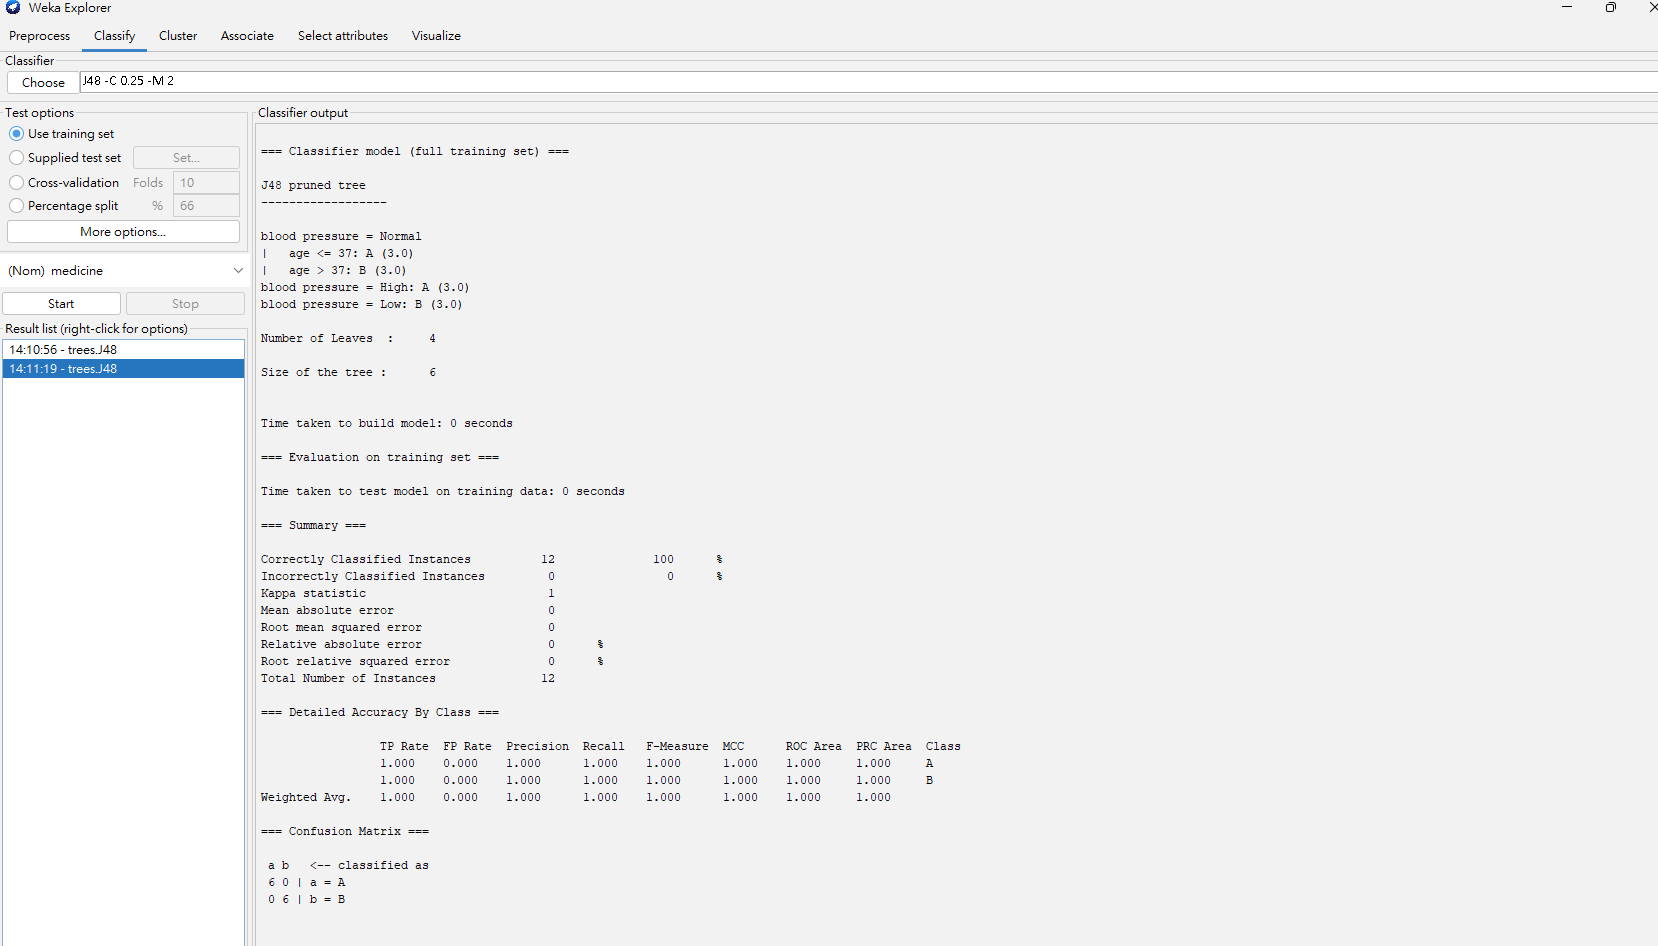 Weka Explorer
Preprocess Classify Cluster Associate Select attributes Visualize
Classifier
Choose J48 -C 0.25 -M 2
Test options
Use training set
Supplied test set Set...
Cross-validation Folds 10
Percentage split % 66
More options...
(Nom) medicine
Start Stop
Result list (right-click for options)
14:10:56 - trees.J48
14:11:19 - trees.J48
Classifier output
=== Classifier model (full training set) ===
J48 pruned tree
------------------
blood pressure = Normal
|   age <= 37: A (3.0)
|   age > 37: B (3.0)
blood pressure = High: A (3.0)
blood pressure = Low: B (3.0)
Number of Leaves  :     4
Size of the tree :      6
Time taken to build model: 0 seconds
=== Evaluation on training set ===
Time taken to test model on training data: 0 seconds
=== Summary ===
Correctly Classified Instances          12              100      %
Incorrectly Classified Instances         0                0      %
Kappa statistic                          1
Mean absolute error                      0
Root mean squared error                  0
Relative absolute error                  0      %
Root relative squared error              0      %
Total Number of Instances               12
=== Detailed Accuracy By Class ===
TP Rate  FP Rate  Precision  Recall   F-Measure  MCC      ROC Area  PRC Area  Class
1.000    0.000    1.000      1.000    1.000      1.000    1.000     1.000     A
1.000    0.000    1.000      1.000    1.000      1.000    1.000     1.000     B
Weighted Avg.    1.000    0.000    1.000      1.000    1.000      1.000    1.000     1.000
=== Confusion Matrix ===
a b   <-- classified as
6 0 | a = A
0 6 | b = B